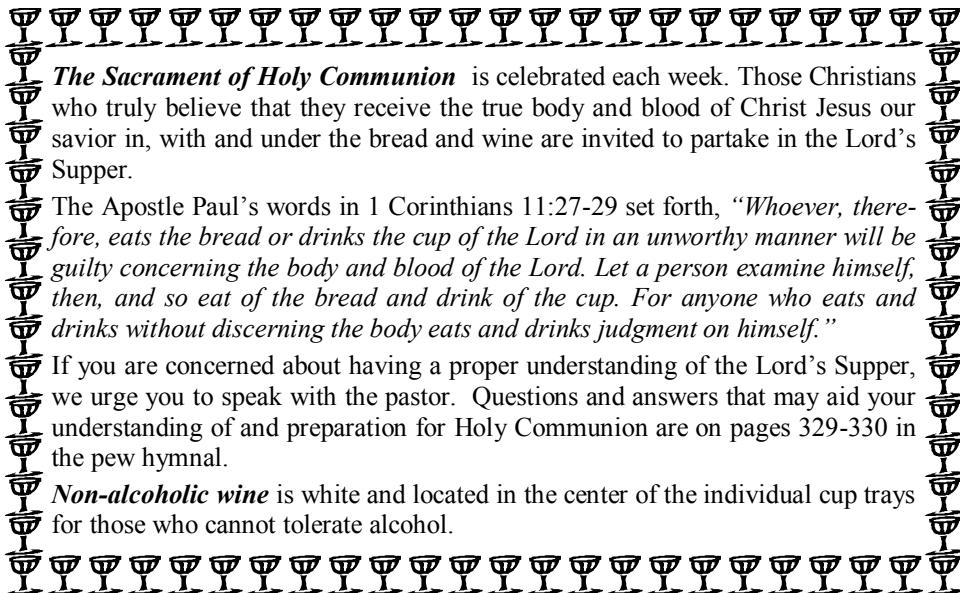 The Sacrament of Holy Communion is celebrated each week. Those Christians
who truly believe that they receive the true body and blood of Christ Jesus our
savior in, with and under the bread and wine are invited to partake in the Lord's
Supper.
The Apostle Paul's words in 1 Corinthians 11:27-29 set forth, “Whoever, there-
fore, eats the bread or drinks the cup of the Lord in an unworthy manner will be
guilty concerning the body and blood of the Lord. Let a person examine himself,
then, and so eat of the bread and drink of the cup. For anyone who eats and
drinks without discerning the body eats and drinks judgment on himself.”
If you are concerned about having a proper understanding of the Lord's Supper,
we urge you to speak with the pastor. Questions and answers that may aid your
understanding of and preparation for Holy Communion are on pages 329-330 in
the pew hymnal.
Non-alcoholic wine is white and located in the center of the individual cup trays
for those who cannot tolerate alcohol.